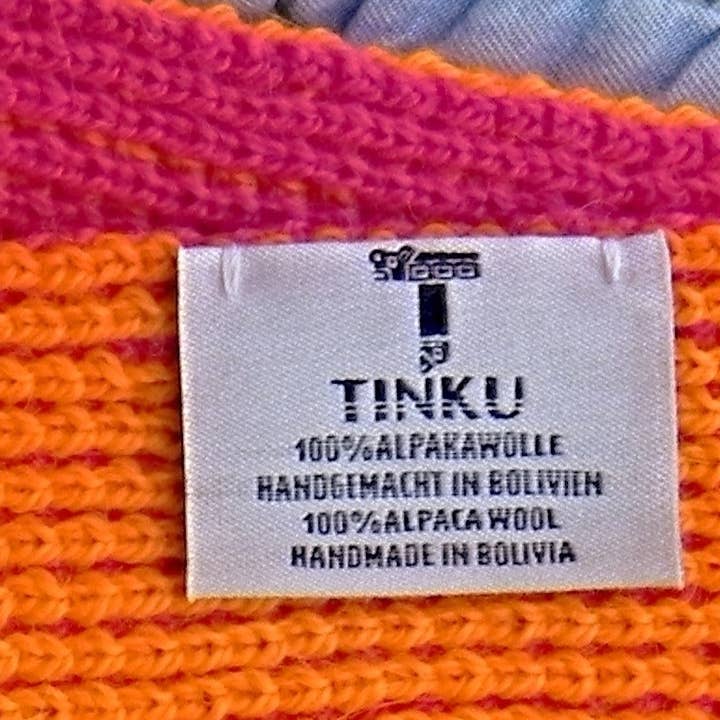 TINKU
100%ALPAKAWOLLE
HANDGEMACHT IN BOLIVIEN
100%ALPACA WOOL
HANDMADE IN BOLIVIA